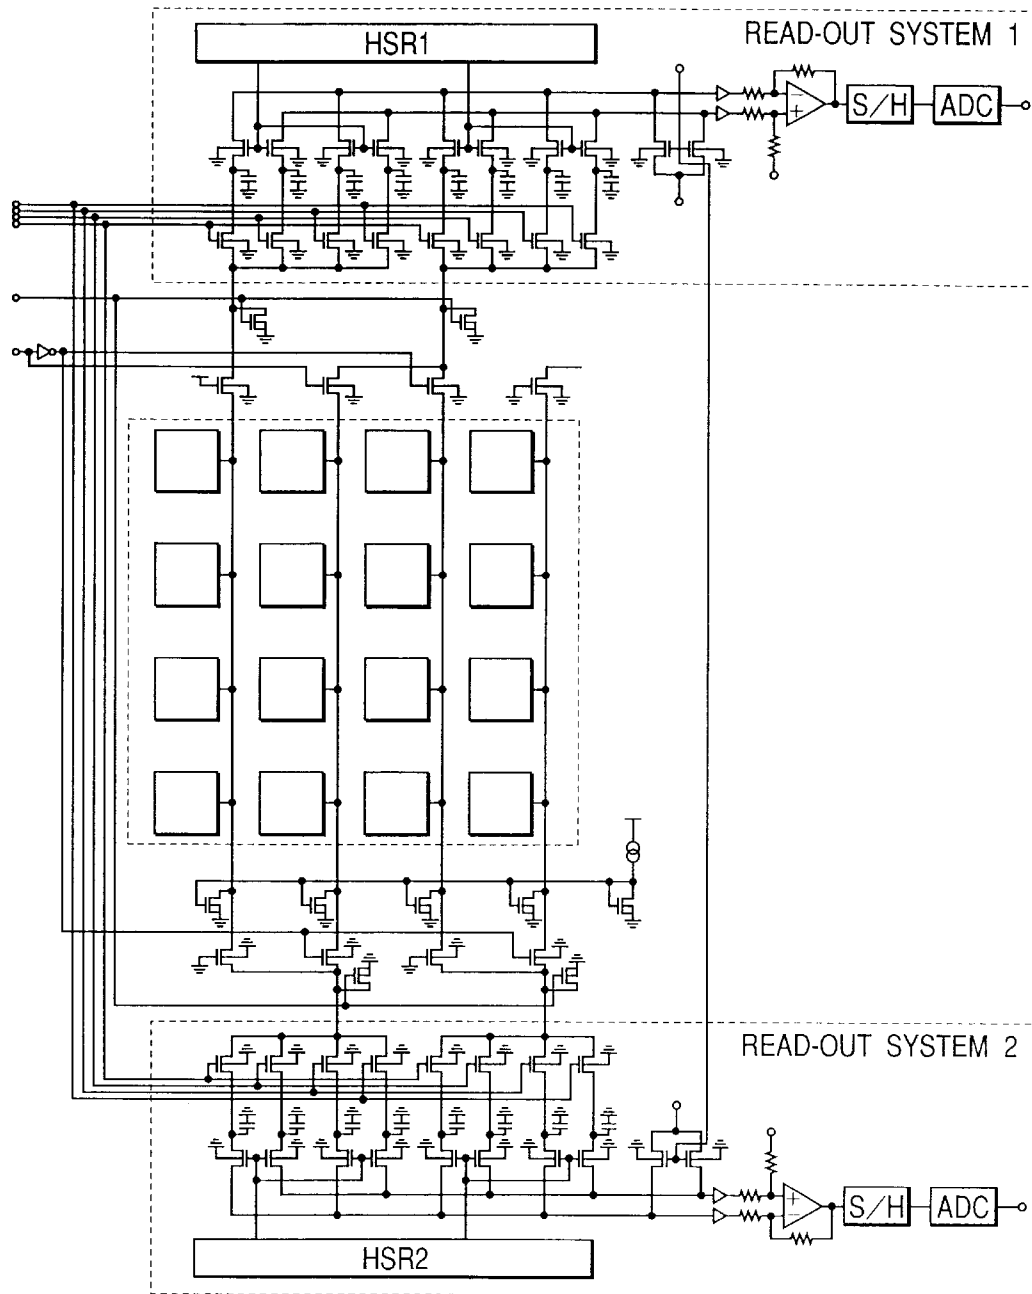 HSR1
READ-OUT SYSTEM 1
S/H
ADC
READ-OUT SYSTEM 2
S/H
ADC
HSR2